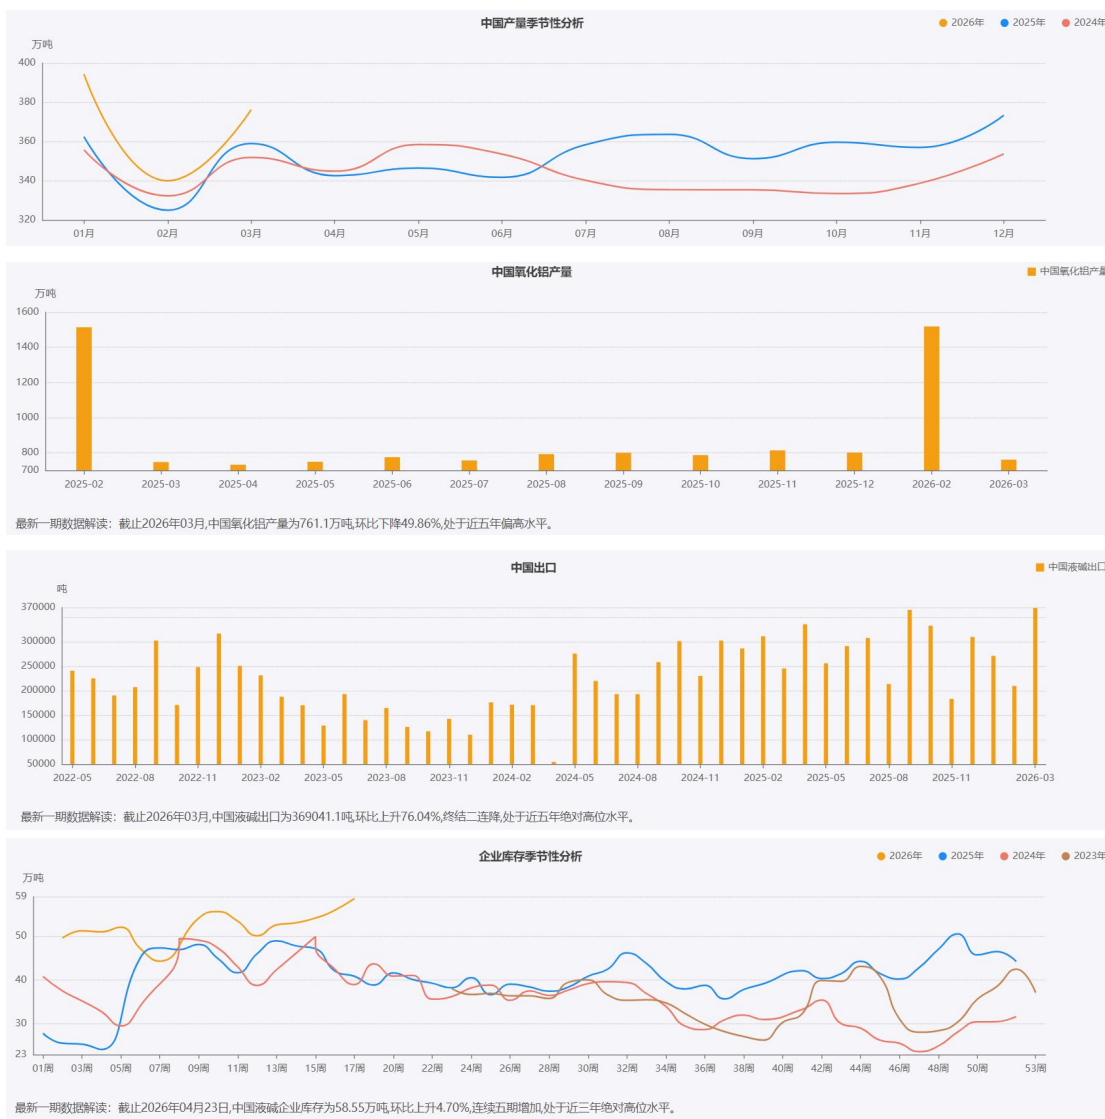 中国产量季节性分析
2026年 2025年 2024年
万吨
400
380
360
340
320
01月 02月 03月 04月 05月 06月 07月 08月 09月 10月 11月 12月
中国氧化铝产量
中国氧化铝产量
万吨
1600
1400
1200
1000
800
700
2025-02 2025-03 2025-04 2025-05 2025-06 2025-07 2025-08 2025-09 2025-10 2025-11 2025-12 2026-02 2026-03
最新一期数据解读：截止2026年03月,中国氧化铝产量为761.1万吨,环比下降49.86%,处于近五年偏高水平。
中国出口
中国液碱出口
吨
370000
300000
250000
200000
150000
100000
50000
2022-05 2022-08 2022-11 2023-02 2023-05 2023-08 2023-11 2024-02 2024-05 2024-08 2024-11 2025-02 2025-05 2025-08 2025-11 2026-03
最新一期数据解读：截止2026年03月,中国液碱出口为369041.1吨,环比上升76.04%,终结二连降,处于近五年绝对高位水平。
企业库存季节性分析
2026年 2025年 2024年 2023年
万吨
59
50
40
30
23
01周 03周 05周 07周 09周 11周 13周 15周 17周 20周 22周 24周 26周 28周 30周 32周 34周 36周 38周 40周 42周 44周 46周 48周 50周 53周
最新一期数据解读：截止2026年04月23日,中国液碱企业库存为58.55万吨,环比上升4.70%,连续五期增加,处于近三年绝对高位水平。